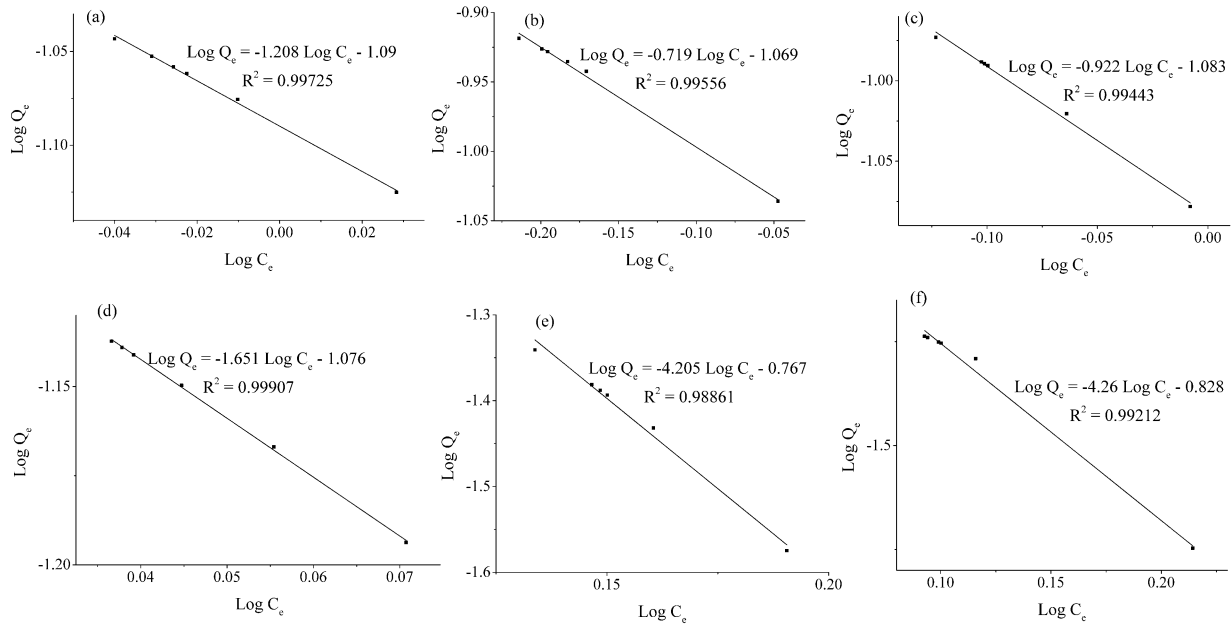 (a)
Log Qe = -1.208 Log Ce - 1.09
R² = 0.99725
-1.05
-1.10
Log Qe
-0.04 -0.02 0.00 0.02
Log Ce
(b)
Log Qe = -0.719 Log Ce - 1.069
R² = 0.99556
-0.90
-0.95
-1.00
-1.05
Log Qe
-0.20 -0.15 -0.10 -0.05
Log Ce
(c)
Log Qe = -0.922 Log Ce - 1.083
R² = 0.99443
-1.00
-1.05
Log Qe
-0.10 -0.05 0.00
Log Ce
(d)
Log Qe = -1.651 Log Ce - 1.076
R² = 0.99907
-1.15
-1.20
Log Qe
0.04 0.05 0.06 0.07
Log Ce
(e)
Log Qe = -4.205 Log Ce - 0.767
R² = 0.98861
-1.3
-1.4
-1.5
-1.6
Log Qe
0.15 0.20
Log Ce
(f)
Log Qe = -4.26 Log Ce - 0.828
R² = 0.99212
-1.5
Log Qe
0.10 0.15 0.20
Log Ce